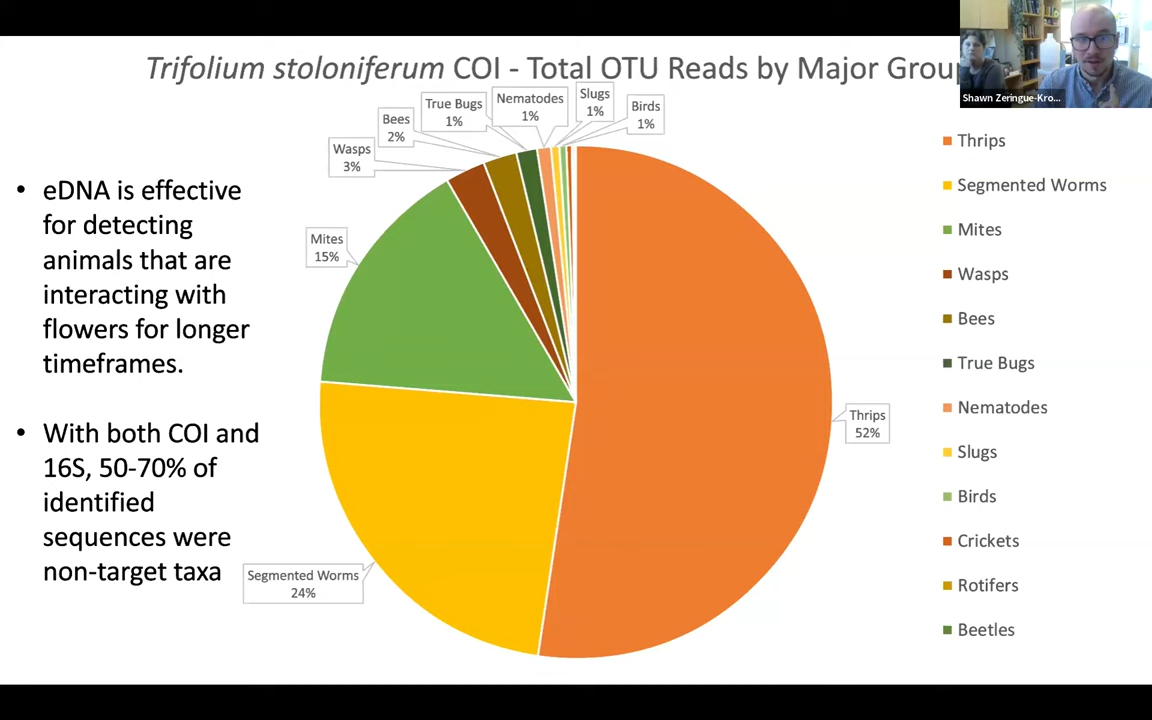 Trifolium stoloniferum COI - Total OTU Reads by Major Group
Shawn Zeringue-Kro...
• eDNA is effective
for detecting
animals that are
interacting with
flowers for longer
timeframes.
• With both COI and
16S, 50-70% of
identified
sequences were
non-target taxa
Wasps
3%
Bees
2%
True Bugs
1%
Nematodes
1%
Slugs
1%
Birds
1%
Mites
15%
Segmented Worms
24%
Thrips
52%
Thrips
Segmented Worms
Mites
Wasps
Bees
True Bugs
Nematodes
Slugs
Birds
Crickets
Rotifers
Beetles